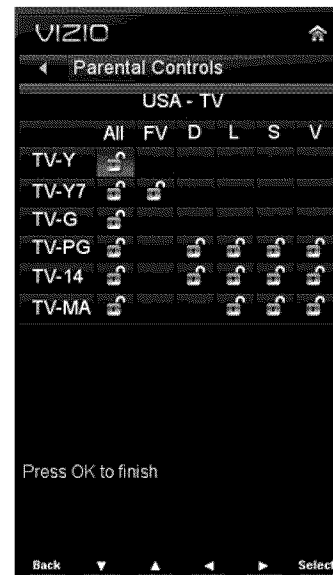 VIZIO
Parental Controls
USA - TV
All FV D L S V
TV-Y
TV-Y7
TV-G
TV-PG
TV-14
TV-MA
Press OK to finish
Back Select